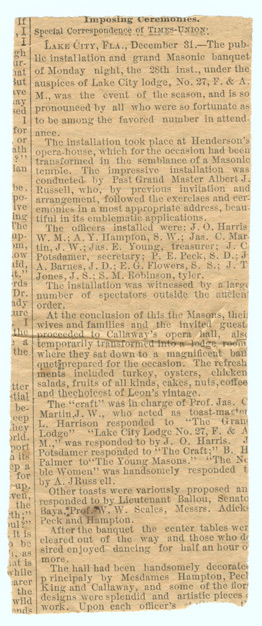 Imposing Ceremonies.
Special Correspondence of TIMES-UNION:
LAKE CITY, FLA., December 31.—The pub-
lic installation and grand Masonic banquet
of Monday night, the 28th inst., under the
auspices of Lake City lodge, No. 27, F. & A.
M., was the event of the season, and is so
pronounced by all who were so fortunate as
to be among the favored number in attend-
ance.
The installation took place at Henderson's
opera-house, which for the occasion had been
transformed in the semblance of a Masonic
temple. The impressive installation was
conducted by Past Grand Master Albert J.
Russell, who, by previous invitation and
arrangement, followed the exercises and cer-
emonies in a most appropriate address, beau-
tiful in its emblematic applications.
The officers installed were: J. O. Harris
W. M.; A. Y. Hampton, S. W.; Jas. C. Mar-
tin, J. W.; Jas. E. Young, treasurer; J. C
Potsdamer, secretary; P. E. Peck, S. D.; J.
A. Barnes, J. D.; E. G. Flowers, S. S.; J. T
Jones, J. S.; S. M. Robinson, tyler.
The installation was witnessed by a large
number of spectators outside the ancient
order.
At the conclusion of this the Masons, their
wives and families and the invited guest
proceeded to Callaway's opera hall, also
temporarily transformed into a lodge room
where they sat down to a magnificent ban
quet prepared for the occasion. The refresh
ments included turkey, oysters, chicken
salads, fruits of all kinds, cakes, nuts, coffee
and the choicest of Leon's vintage.
The "craft" was in charge of Prof. Jas. C
Martin, J. W., who acted as toast-master
L. Harrison responded to "The Grand
Lodge" "Lake City Lodge No. 27, F. & A
M.," was responded to by J. O. Harris. J.
Potsdamer responded to "The Craft;" B. H
Palmer to "The Young Masons." "The No
ble Women" was handsomely responded t
by A. J Russell.
Other toasts were variously proposed an
responded to by Lieutenant Ballou, Senato
Baya, Prof. W. W. Scales, Messrs. Adick
Peck and Hampton.
After the banquet the center tables wer
cleared out of the way and those who de
sired enjoyed dancing for half an hour o
more.
The hall had been handsomely decorate
principally by Mesdames Hampton, Peck
King and Callaway, and some of the flor
designs were splendid and artistic pieces
work. Upon each officer's